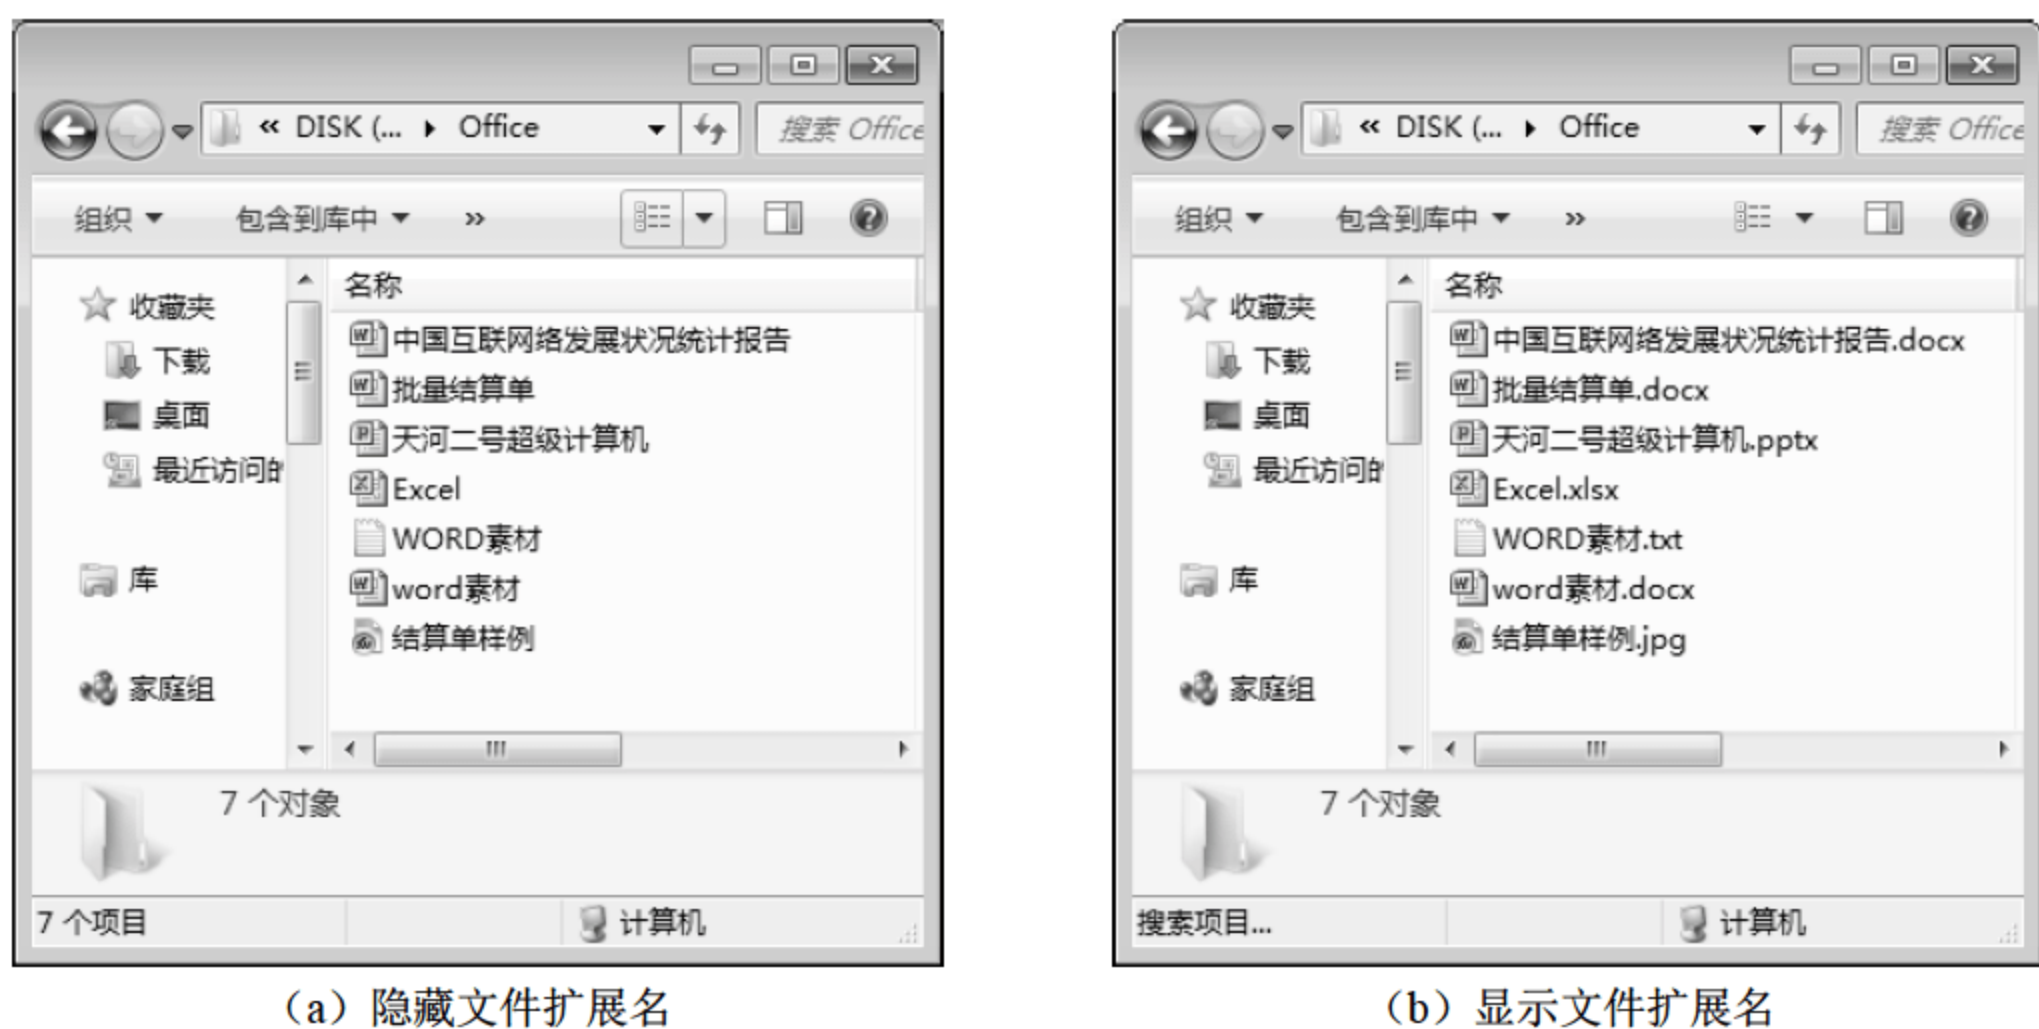 « DISK (... ▸ Office
搜索 Office
组织
包含到库中
»
收藏夹
下载
桌面
最近访问的
库
家庭组
名称
中国互联网络发展状况统计报告
批量结算单
天河二号超级计算机
Excel
WORD素材
word素材
结算单样例
7 个对象
7 个项目
计算机
(a) 隐藏文件扩展名
« DISK (... ▸ Office
搜索 Office
组织
包含到库中
»
收藏夹
下载
桌面
最近访问的
库
家庭组
名称
中国互联网络发展状况统计报告.docx
批量结算单.docx
天河二号超级计算机.pptx
Excel.xlsx
WORD素材.txt
word素材.docx
结算单样例.jpg
7 个对象
搜索项目...
计算机
(b) 显示文件扩展名